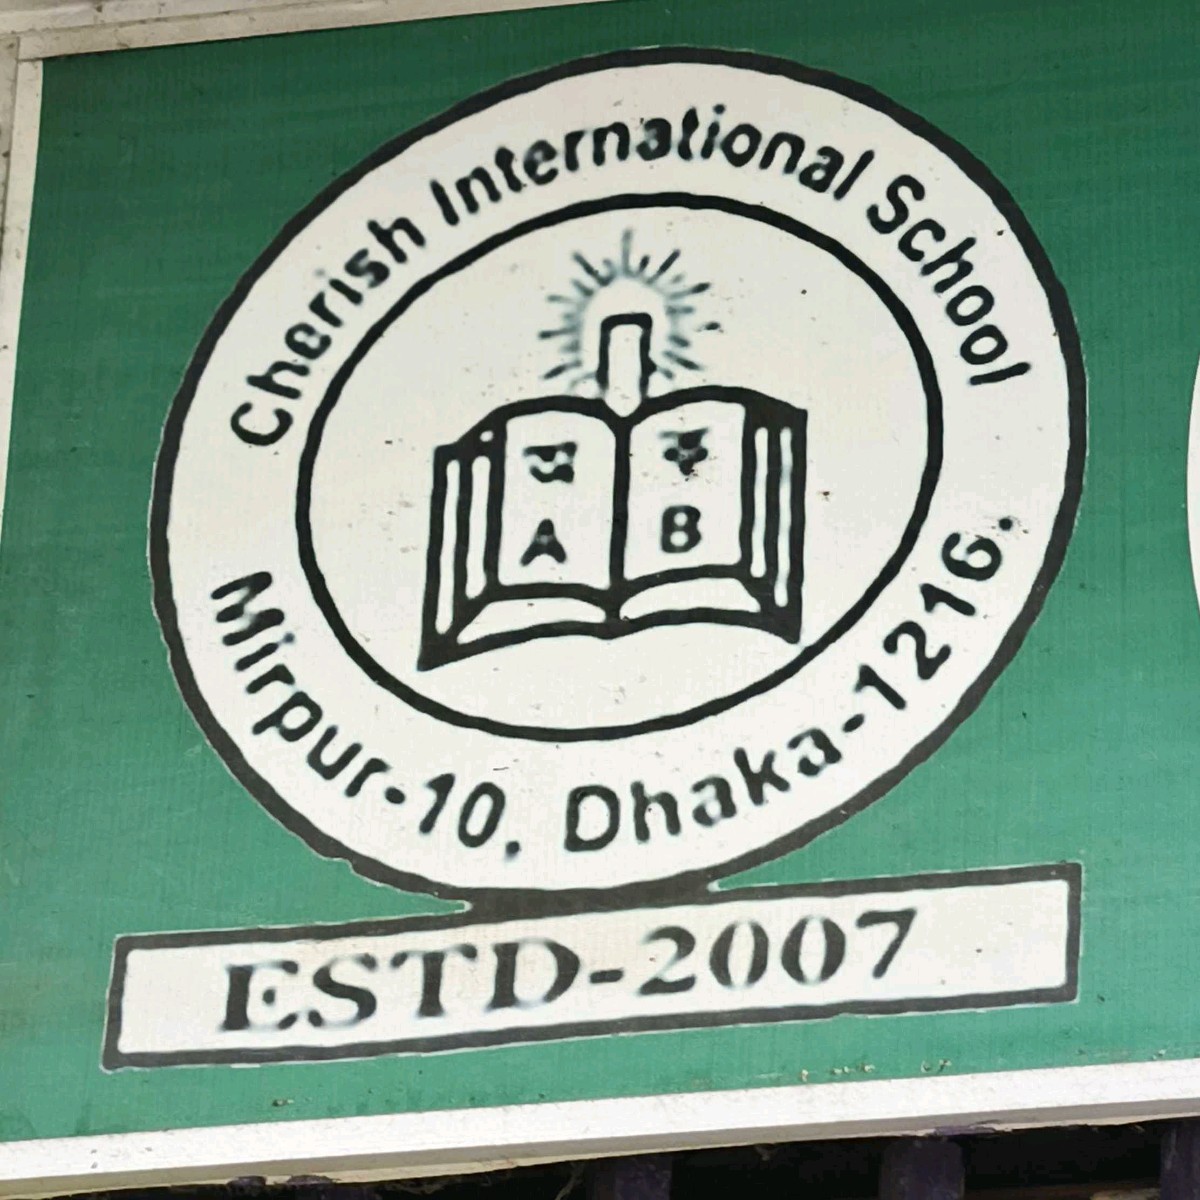 Cherish International School
অ ক
A B
Mirpur-10, Dhaka-1216.
ESTD-2007